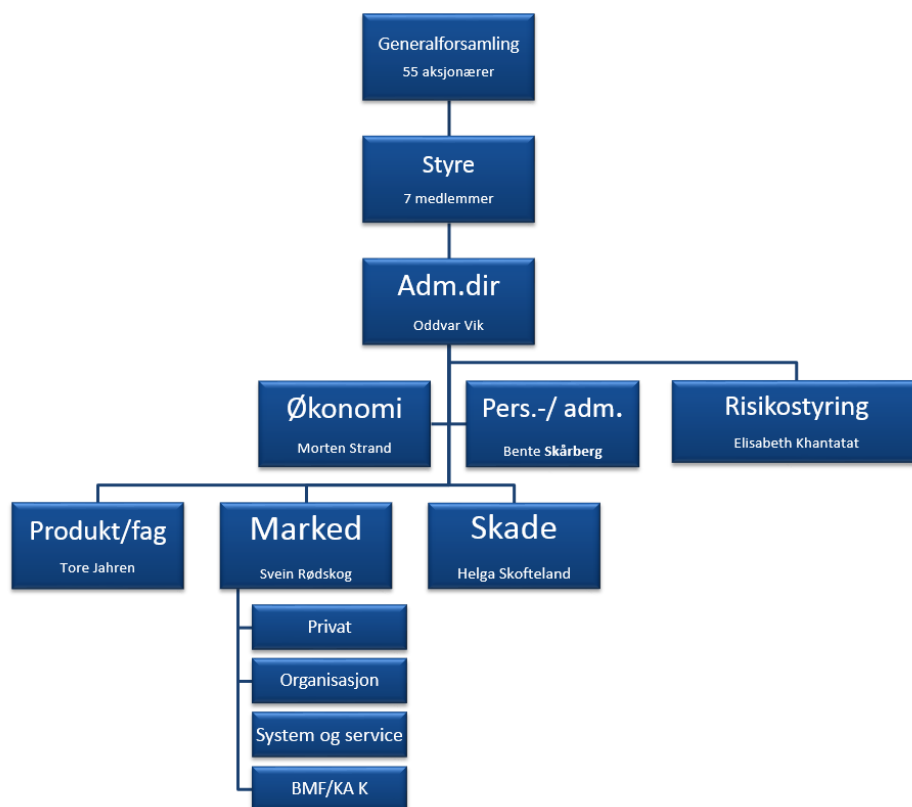 Generalforsamling
55 aksjonærer
Styre
7 medlemmer
Adm.dir
Oddvar Vik
Økonomi
Morten Strand
Pers.-/ adm.
Bente Skårberg
Risikostyring
Elisabeth Khantatat
Produkt/fag
Tore Jahren
Marked
Svein Rødskog
Skade
Helga Skofteland
Privat
Organisasjon
System og service
BMF/KA K